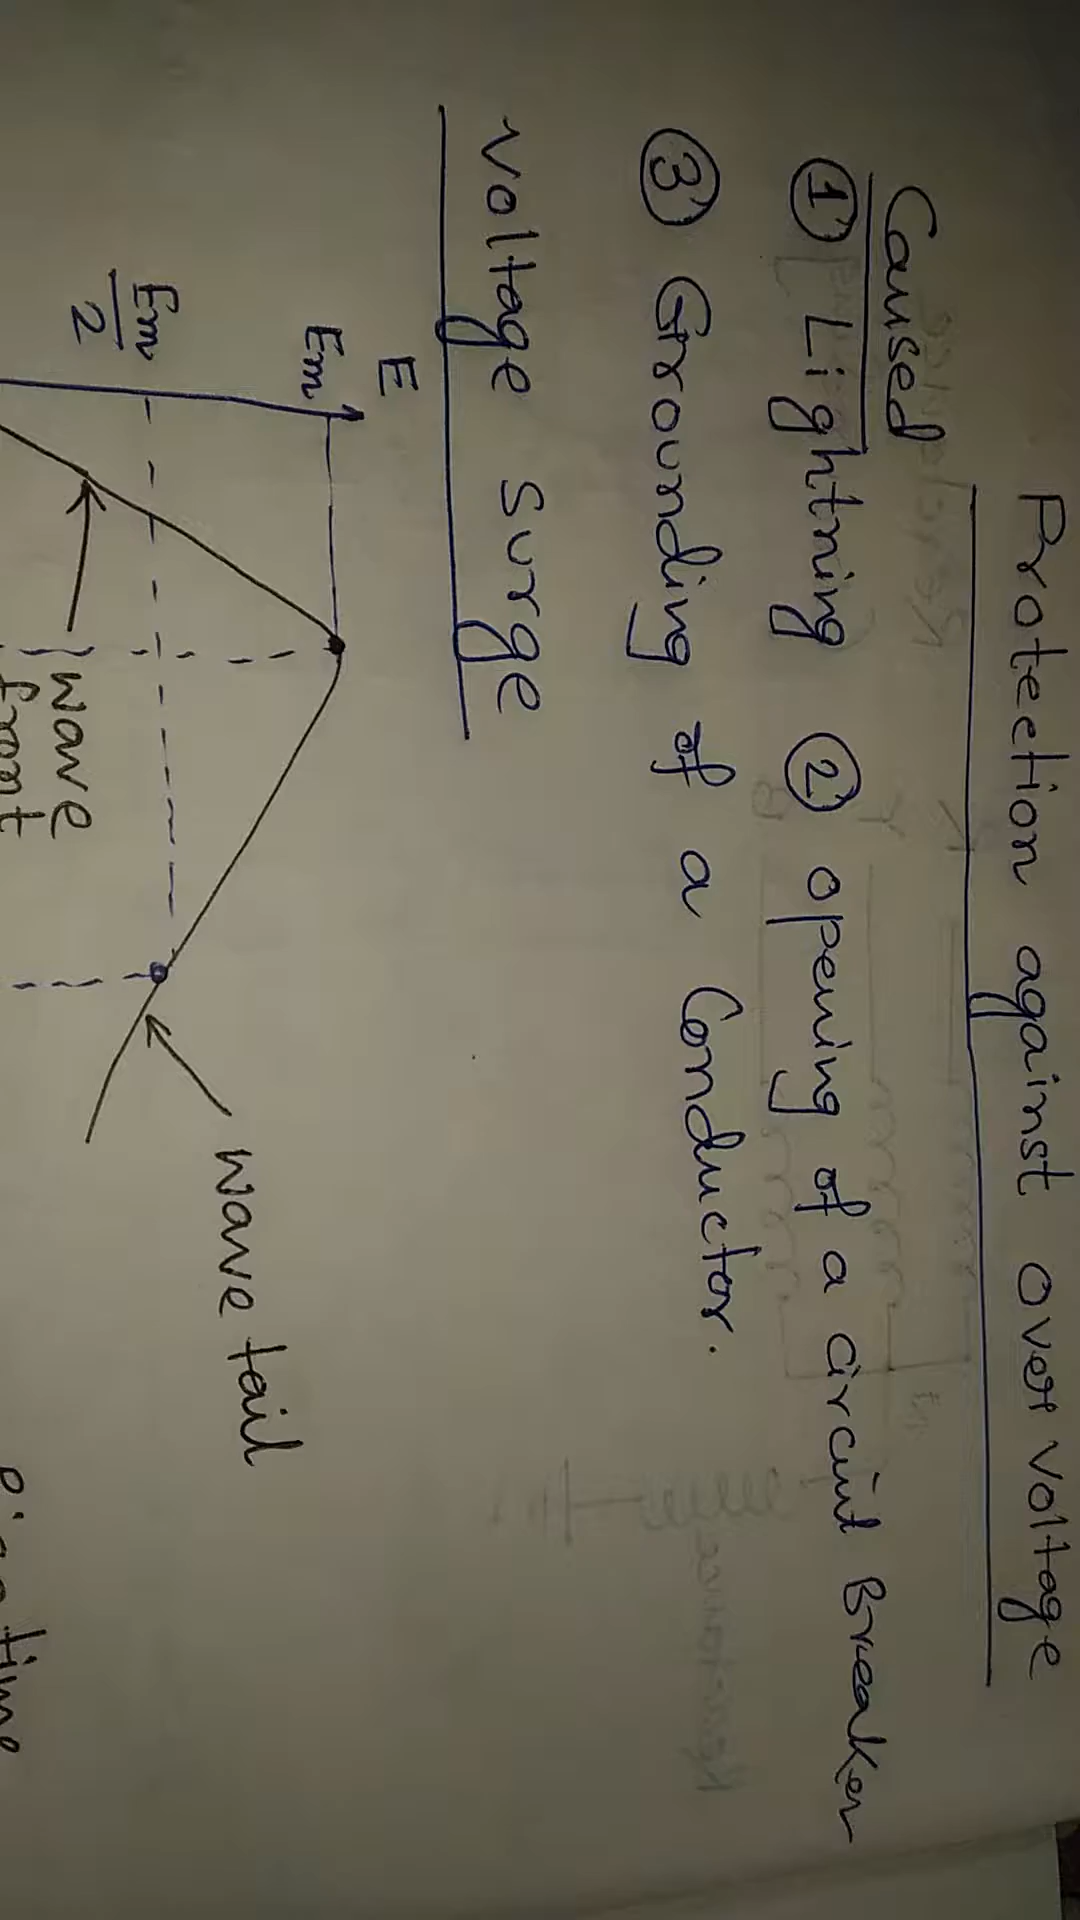 Protection against over voltage
Caused
① Lightning ② opening of a circuit Breaker
③ Grounding of a Conductor.
voltage surge
E
Em
Em/2
wave front
wave tail
time